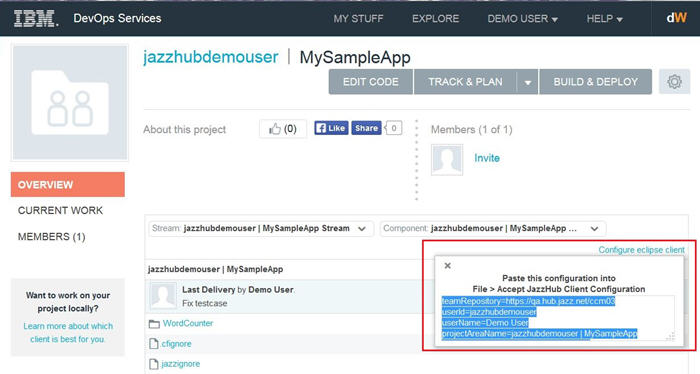 IBM. DevOps Services MY STUFF EXPLORE DEMO USER HELP dW
jazzhubdemouser | MySampleApp
EDIT CODE TRACK & PLAN BUILD & DEPLOY
About this project (0) Like Share 0
Members (1 of 1)
Invite
OVERVIEW
CURRENT WORK
MEMBERS (1)
Want to work on your
project locally?
Learn more about which
client is best for you.
Stream: jazzhubdemouser | MySampleApp Stream
Component: jazzhubdemouser | MySampleApp ...
Configure eclipse client
jazzhubdemouser | MySampleApp
Last Delivery by Demo User.
Fix testcase
WordCounter
.cfignore
.jazzignore
Paste this configuration into
File > Accept JazzHub Client Configuration
teamRepository=https://qa.hub.jazz.net/ccm03
userId=jazzhubdemouser
userName=Demo User
projectAreaName=jazzhubdemouser | MySampleApp